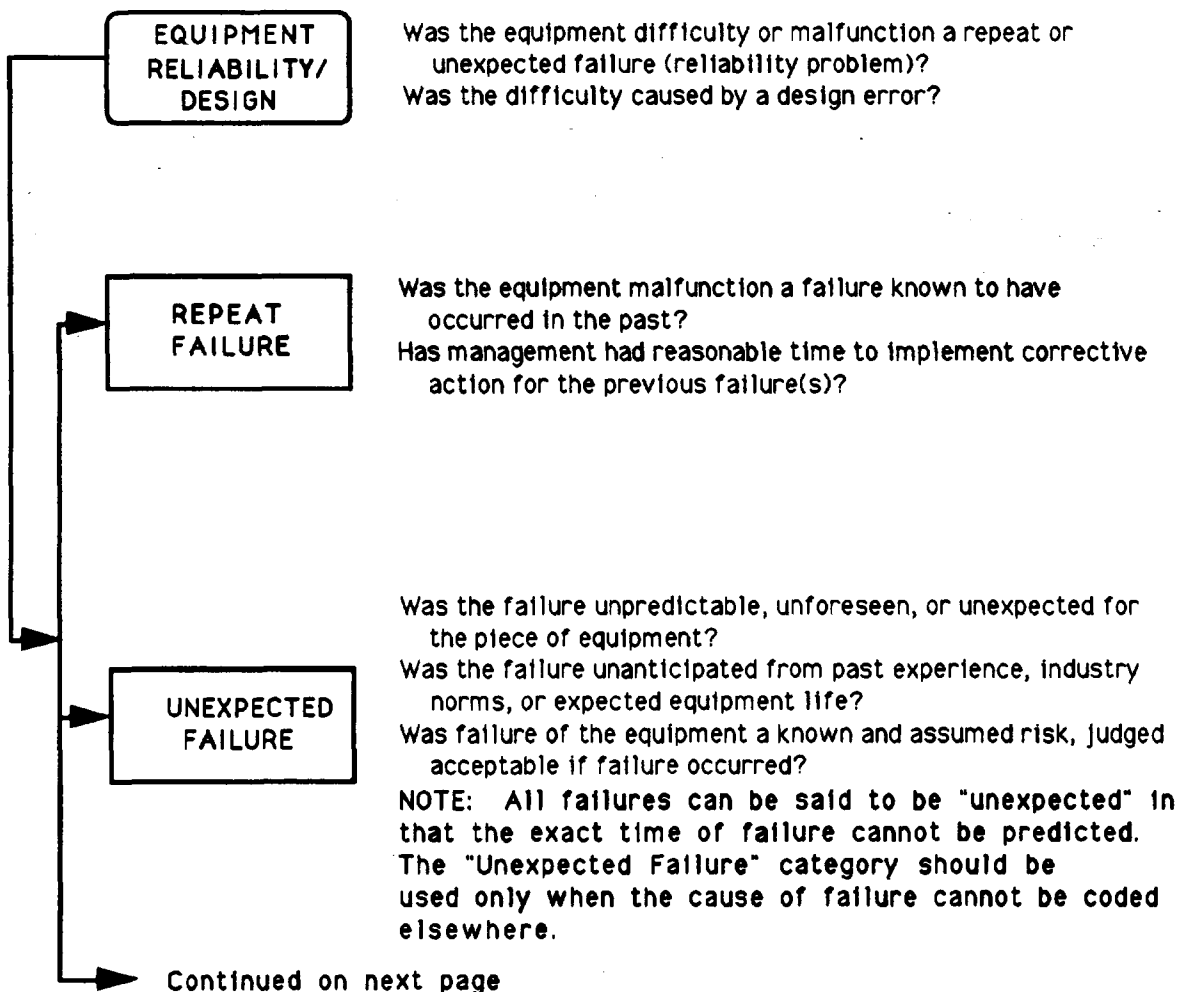 EQUIPMENT
RELIABILITY/
DESIGN
Was the equipment difficulty or malfunction a repeat or
unexpected failure (reliability problem)?
Was the difficulty caused by a design error?
REPEAT
FAILURE
Was the equipment malfunction a failure known to have
occurred in the past?
Has management had reasonable time to implement corrective
action for the previous failure(s)?
UNEXPECTED
FAILURE
Was the failure unpredictable, unforeseen, or unexpected for
the piece of equipment?
Was the failure unanticipated from past experience, industry
norms, or expected equipment life?
Was failure of the equipment a known and assumed risk, judged
acceptable if failure occurred?
NOTE: All failures can be said to be "unexpected" in
that the exact time of failure cannot be predicted.
The "Unexpected Failure" category should be
used only when the cause of failure cannot be coded
elsewhere.
Continued on next page